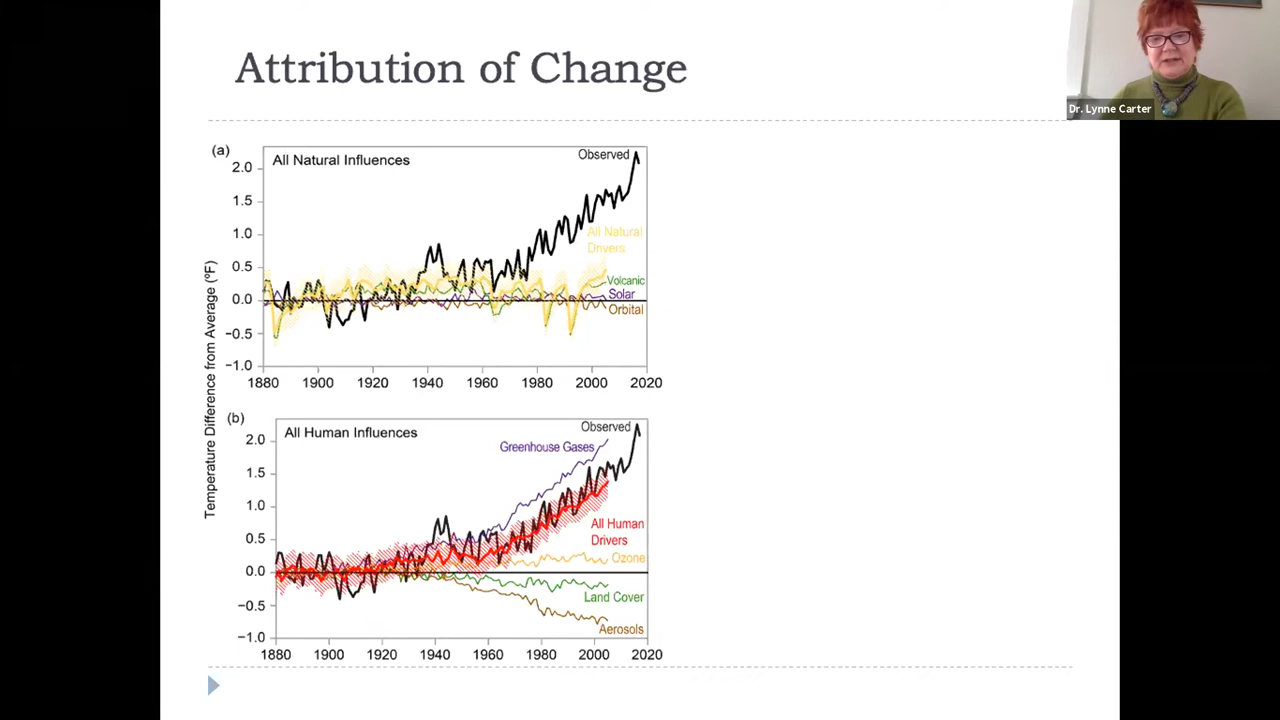 Attribution of Change
Dr. Lynne Carter
(a)
All Natural Influences
Observed
All Natural
Drivers
Volcanic
Solar
Orbital
2.0
1.5
1.0
0.5
0.0
−0.5
−1.0
1880 1900 1920 1940 1960 1980 2000 2020
Temperature Difference from Average (ºF)
(b)
All Human Influences
Observed
Greenhouse Gases
All Human
Drivers
Ozone
Land Cover
Aerosols
2.0
1.5
1.0
0.5
0.0
−0.5
−1.0
1880 1900 1920 1940 1960 1980 2000 2020